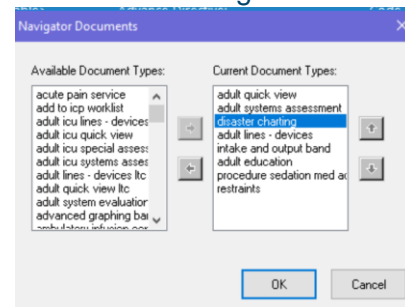 Navigator Documents
Available Document Types:
acute pain service
add to icp worklist
adult icu lines - devices
adult icu quick view
adult icu special assess
adult icu systems asses
adult lines - devices ltc
adult quick view ltc
adult system evaluation
advanced graphing bar
Current Document Types:
adult quick view
adult systems assessment
disaster charting
adult lines - devices
intake and output band
adult education
procedure sedation med ac
restraints
OK
Cancel